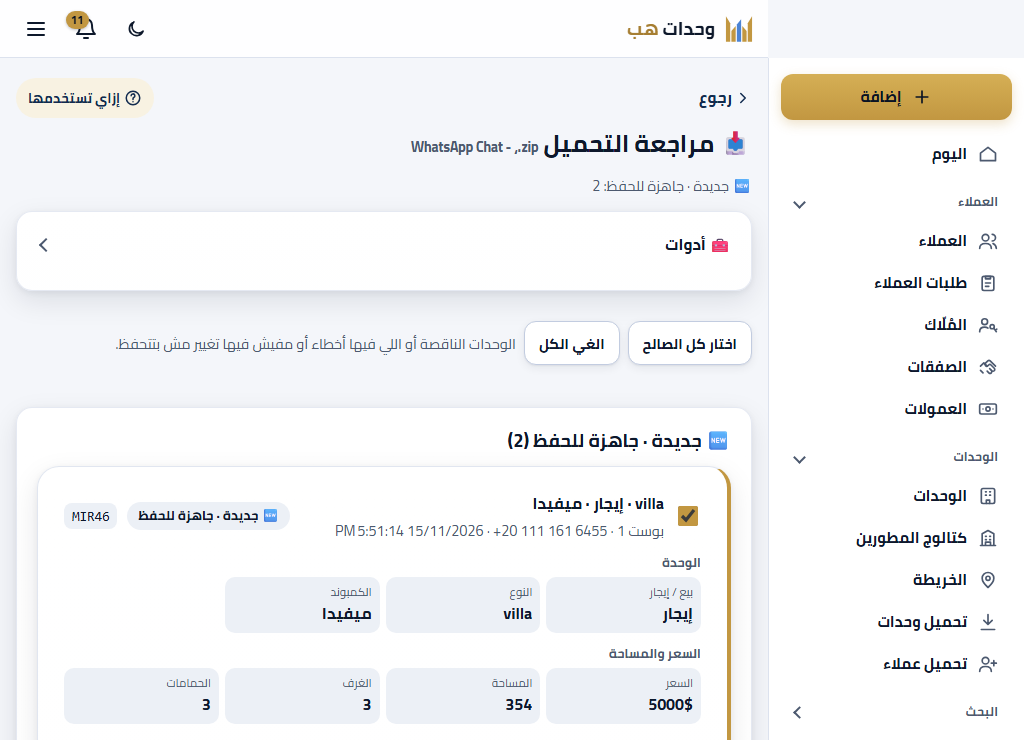 وحدات هب
11
إضافة
اليوم
العملاء
العملاء
طلبات العملاء
المُلّاك
الصفقات
العمولات
الوحدات
الوحدات
كتالوج المطورين
الخريطة
تحميل وحدات
تحميل عملاء
البحث
رجوع
إزاي تستخدمها
مراجعة التحميل WhatsApp Chat - ,.zip
NEW جديدة · جاهزة للحفظ: 2
أدوات
اختار كل الصالح
الغي الكل
الوحدات الناقصة أو اللي فيها أخطاء أو مفيش فيها تغيير مش بتتحفظ.
NEW جديدة · جاهزة للحفظ (2)
villa · إيجار · ميفيدا
NEW جديدة · جاهزة للحفظ
MIR46
بوست 1 · +20 111 161 6455 · 15/11/2026 5:51:14 PM
الوحدة
بيع / إيجار
إيجار
النوع
villa
الكمبوند
ميفيدا
السعر والمساحة
السعر
5000$
المساحة
354
الغرف
3
الحمامات
3